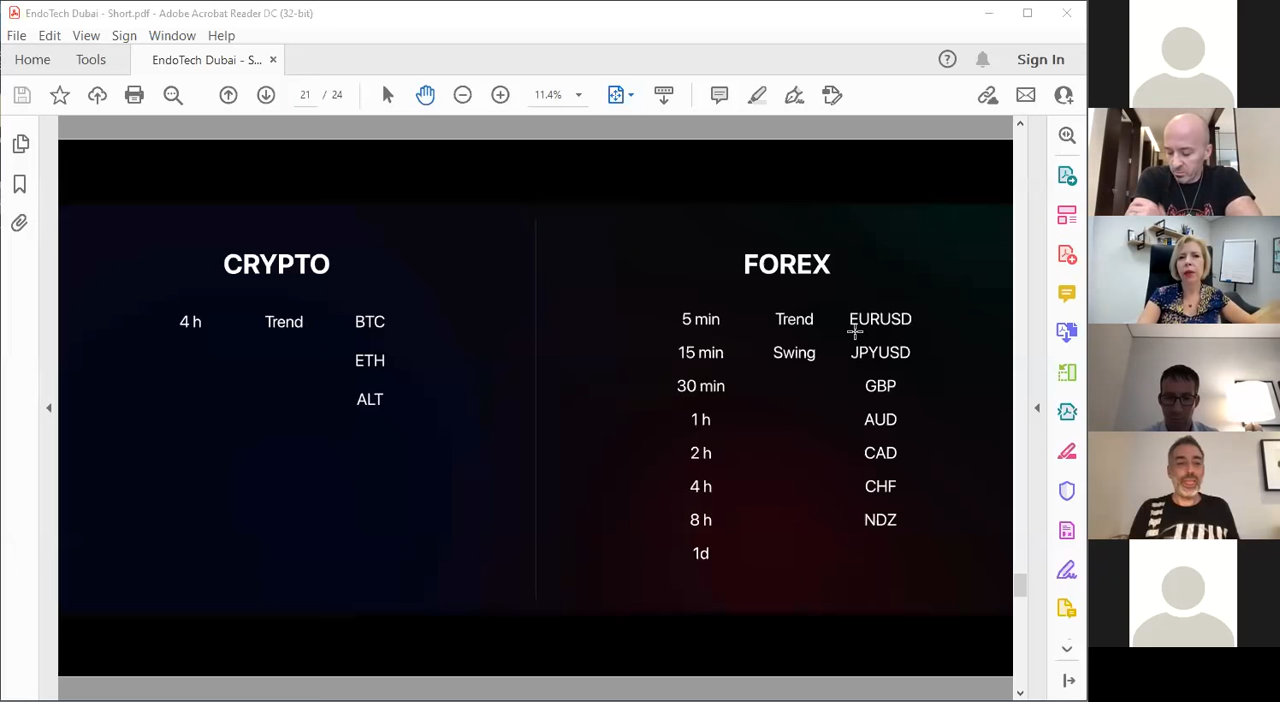 EndoTech Dubai - Short.pdf - Adobe Acrobat Reader DC (32-bit)
File Edit View Sign Window Help
Home Tools EndoTech Dubai - S... Sign In
21 / 24 11.4%
CRYPTO
4 h Trend BTC
ETH
ALT
FOREX
5 min Trend EURUSD
15 min Swing JPYUSD
30 min GBP
1 h AUD
2 h CAD
4 h CHF
8 h NDZ
1d